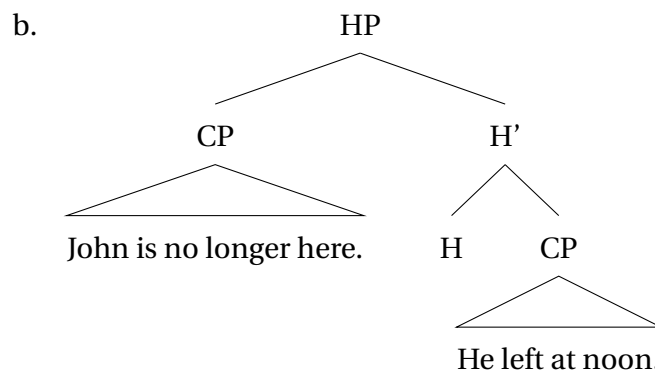 b.
HP
CP H'
John is no longer here. H CP
He left at noon.